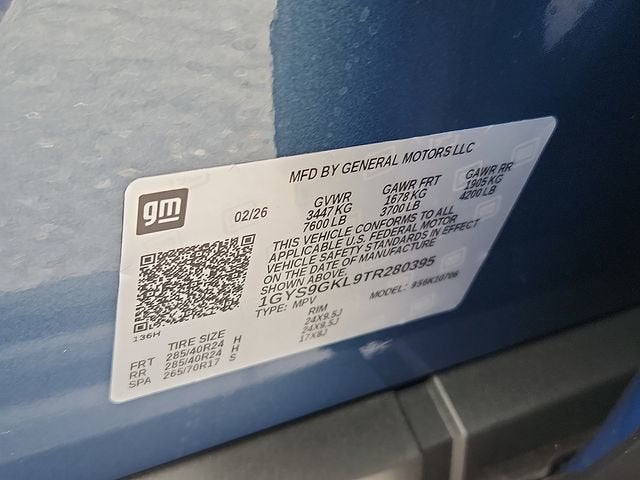 MFD BY GENERAL MOTORS LLC
gm
02/26
GVWR GAWR FRT GAWR RR
3447 KG 1678 KG 1905 KG
7600 LB 3700 LB 4200 LB
THIS VEHICLE CONFORMS TO ALL
APPLICABLE U.S. FEDERAL MOTOR
VEHICLE SAFETY STANDARDS IN EFFECT
ON THE DATE OF MANUFACTURE
SHOWN ABOVE.
1GYS9GKL9TR280395
TYPE: MPV MODEL: 9S6K10706
136H
TIRE SIZE RIM
FRT 285/40R24 H 24X9.5J
RR 285/40R24 H 24X9.5J
SPA 265/70R17 S 17X8J